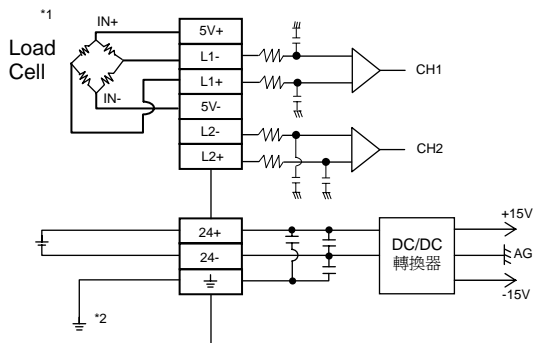 *1
Load
Cell
IN+
IN-
5V+
L1-
L1+
5V-
L2-
L2+
CH1
CH2
24+
24-
*2
DC/DC
轉換器
+15V
AG
-15V